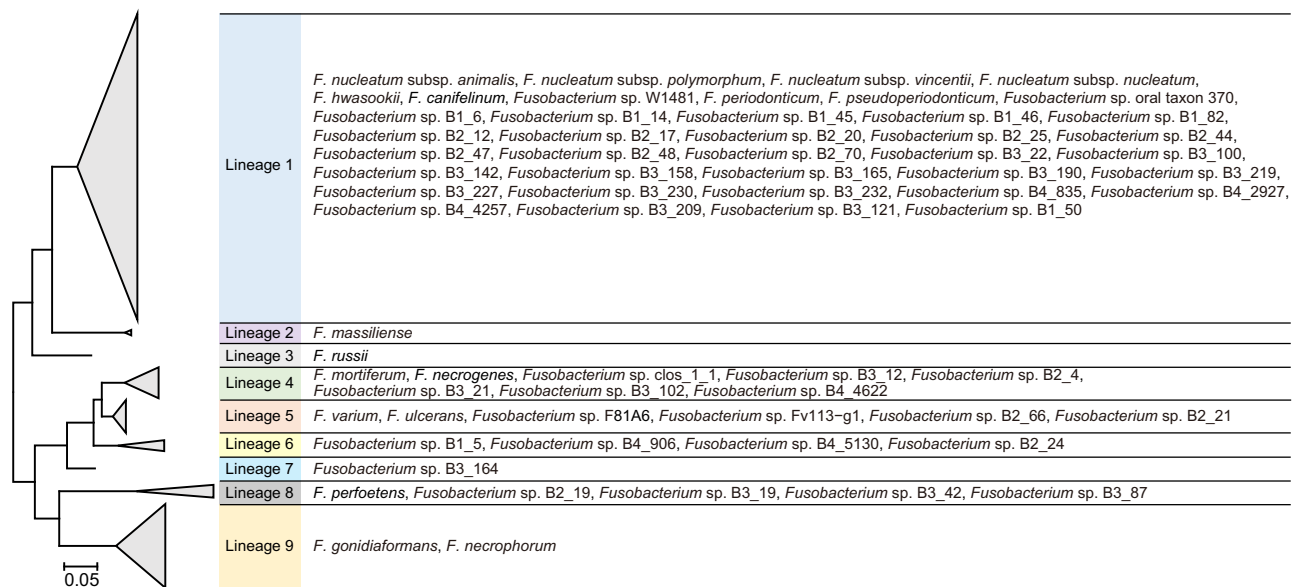 Lineage 1
F. nucleatum subsp. animalis, F. nucleatum subsp. polymorphum, F. nucleatum subsp. vincentii, F. nucleatum subsp. nucleatum,
F. hwasookii, F. canifelinum, Fusobacterium sp. W1481, F. periodonticum, F. pseudoperiodonticum, Fusobacterium sp. oral taxon 370,
Fusobacterium sp. B1_6, Fusobacterium sp. B1_14, Fusobacterium sp. B1_45, Fusobacterium sp. B1_46, Fusobacterium sp. B1_82,
Fusobacterium sp. B2_12, Fusobacterium sp. B2_17, Fusobacterium sp. B2_20, Fusobacterium sp. B2_25, Fusobacterium sp. B2_44,
Fusobacterium sp. B2_47, Fusobacterium sp. B2_48, Fusobacterium sp. B2_70, Fusobacterium sp. B3_22, Fusobacterium sp. B3_100,
Fusobacterium sp. B3_142, Fusobacterium sp. B3_158, Fusobacterium sp. B3_165, Fusobacterium sp. B3_190, Fusobacterium sp. B3_219,
Fusobacterium sp. B3_227, Fusobacterium sp. B3_230, Fusobacterium sp. B3_232, Fusobacterium sp. B4_835, Fusobacterium sp. B4_2927,
Fusobacterium sp. B4_4257, Fusobacterium sp. B3_209, Fusobacterium sp. B3_121, Fusobacterium sp. B1_50
Lineage 2
F. massiliense
Lineage 3
F. russii
Lineage 4
F. mortiferum, F. necrogenes, Fusobacterium sp. clos_1_1, Fusobacterium sp. B3_12, Fusobacterium sp. B2_4,
Fusobacterium sp. B3_21, Fusobacterium sp. B3_102, Fusobacterium sp. B4_4622
Lineage 5
F. varium, F. ulcerans, Fusobacterium sp. F81A6, Fusobacterium sp. Fv113−g1, Fusobacterium sp. B2_66, Fusobacterium sp. B2_21
Lineage 6
Fusobacterium sp. B1_5, Fusobacterium sp. B4_906, Fusobacterium sp. B4_5130, Fusobacterium sp. B2_24
Lineage 7
Fusobacterium sp. B3_164
Lineage 8
F. perfoetens, Fusobacterium sp. B2_19, Fusobacterium sp. B3_19, Fusobacterium sp. B3_42, Fusobacterium sp. B3_87
Lineage 9
F. gonidiaformans, F. necrophorum
0.05